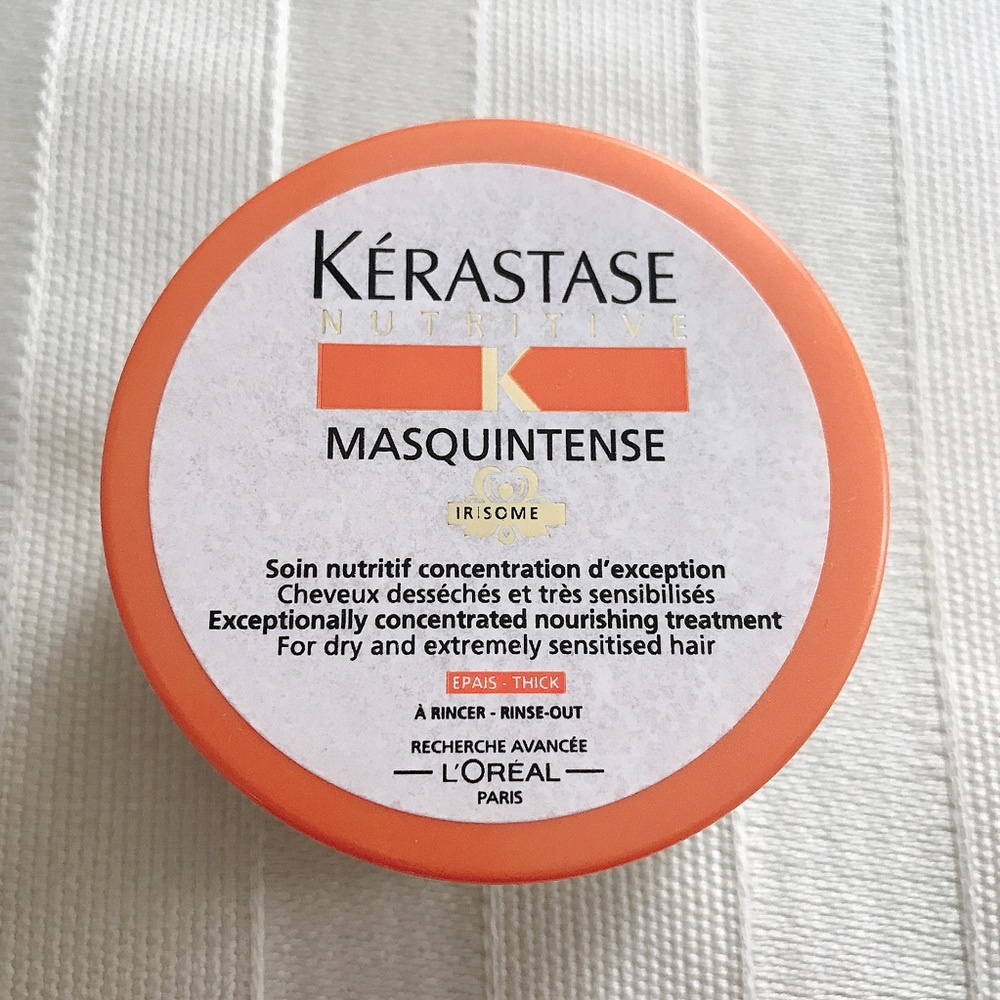 KÉRASTASE
NUTRITIVE
K
MASQUINTENSE
IRISOME
Soin nutritif concentration d'exception
Cheveux desséchés et très sensibilisés
Exceptionally concentrated nourishing treatment
For dry and extremely sensitised hair
EPAIS - THICK
À RINCER - RINSE-OUT
RECHERCHE AVANCÉE
L'ORÉAL
PARIS